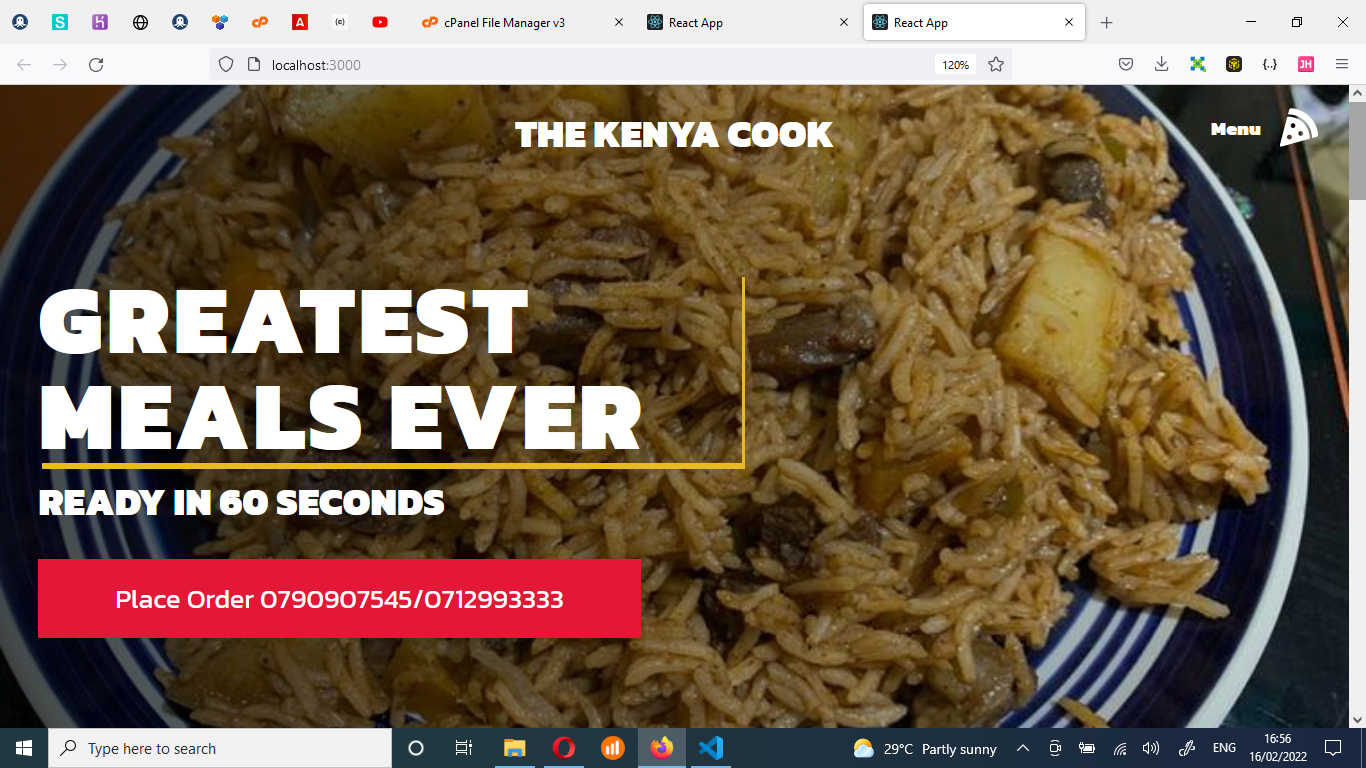 cPanel File Manager v3
React App
React App
localhost:3000
120%
JH
THE KENYA COOK
Menu
GREATEST
MEALS EVER
READY IN 60 SECONDS
Place Order 0790907545/0712993333
Type here to search
29°C Partly sunny
ENG
16:56
16/02/2022